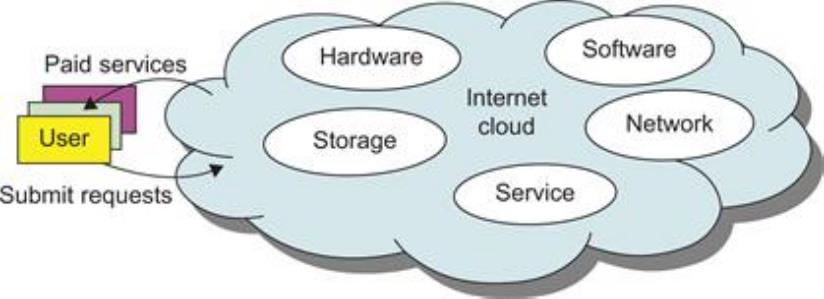 Paid services
User
Submit requests
Hardware
Software
Internet
cloud
Storage
Network
Service